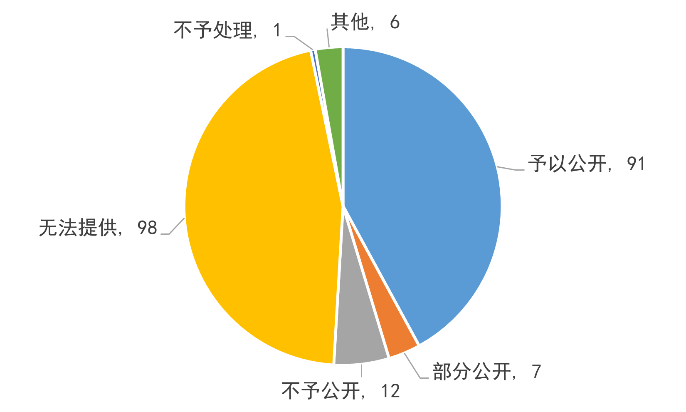 不予处理, 1
其他, 6
予以公开, 91
无法提供, 98
部分公开, 7
不予公开, 12